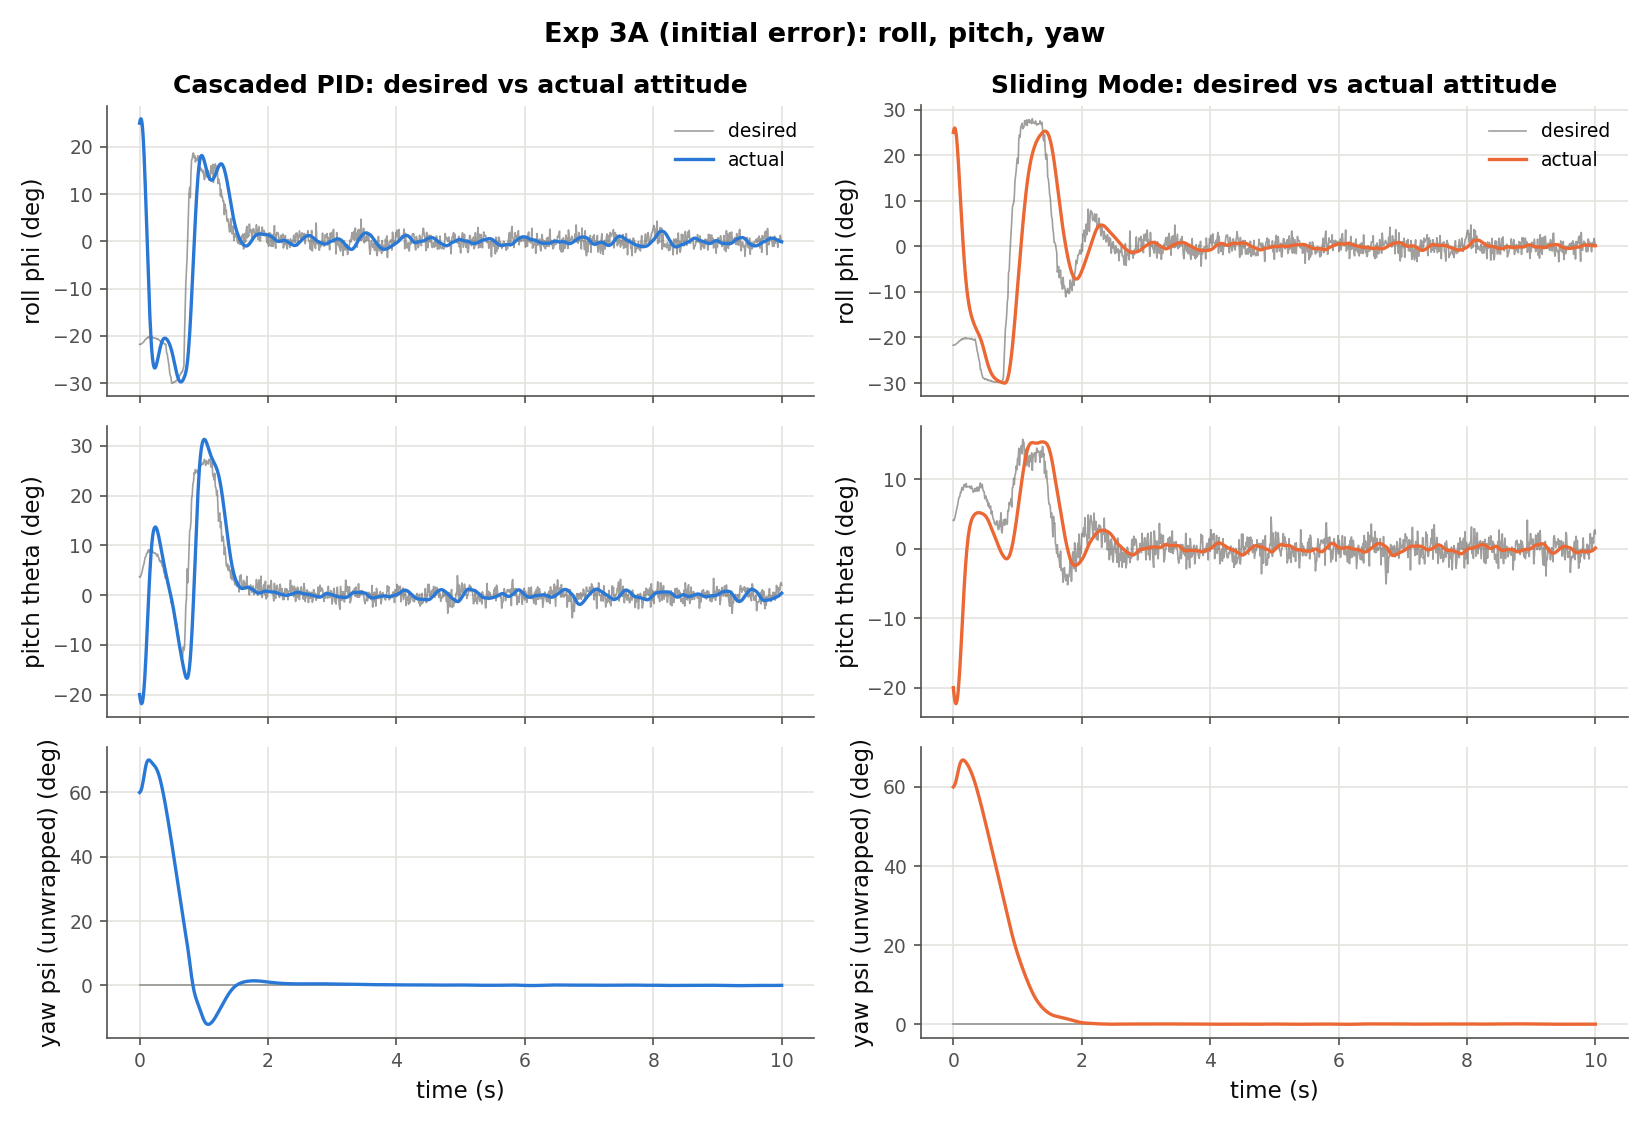 Exp 3A (initial error): roll, pitch, yaw
Cascaded PID: desired vs actual attitude
desired
actual
roll phi (deg)
20
10
0
−10
−20
−30
Sliding Mode: desired vs actual attitude
desired
actual
roll phi (deg)
30
20
10
0
−10
−20
−30
pitch theta (deg)
30
20
10
0
−10
−20
pitch theta (deg)
10
0
−10
−20
yaw psi (unwrapped) (deg)
60
40
20
0
0 2 4 6 8 10
time (s)
yaw psi (unwrapped) (deg)
60
40
20
0
0 2 4 6 8 10
time (s)